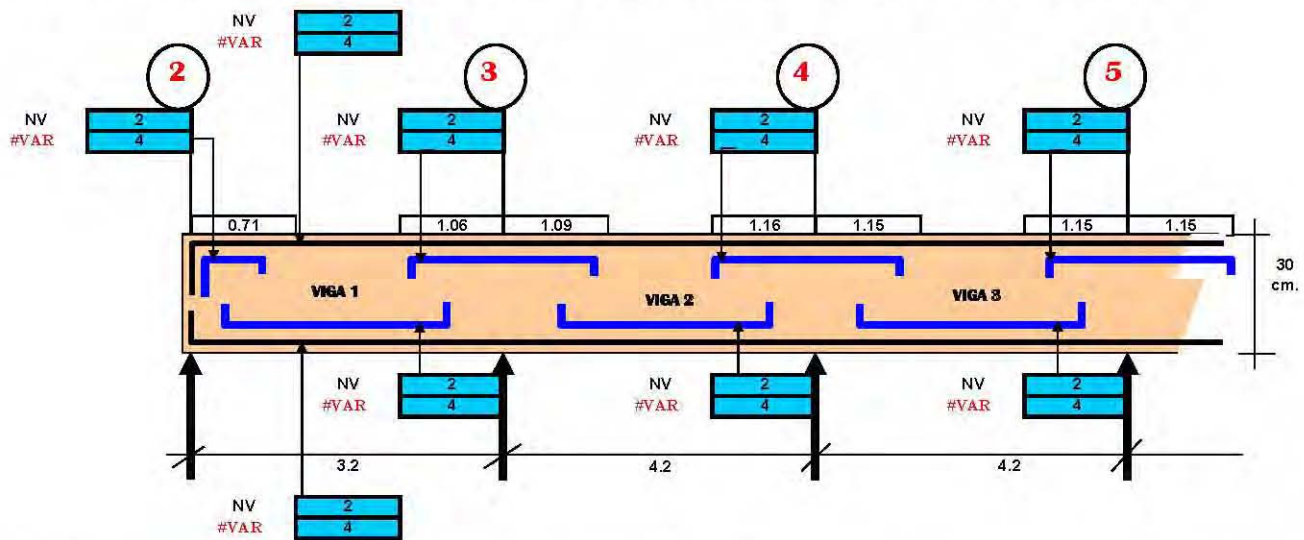 NV 2
#VAR 4
2 3 4 5
NV 2 NV 2 NV 2 NV 2
#VAR 4 #VAR 4 #VAR 4 #VAR 4
0.71 1.06 1.09 1.16 1.15 1.15 1.15
VIGA 1 VIGA 2 VIGA 3
30
cm.
NV 2 NV 2 NV 2
#VAR 4 #VAR 4 #VAR 4
3.2 4.2 4.2
NV 2
#VAR 4